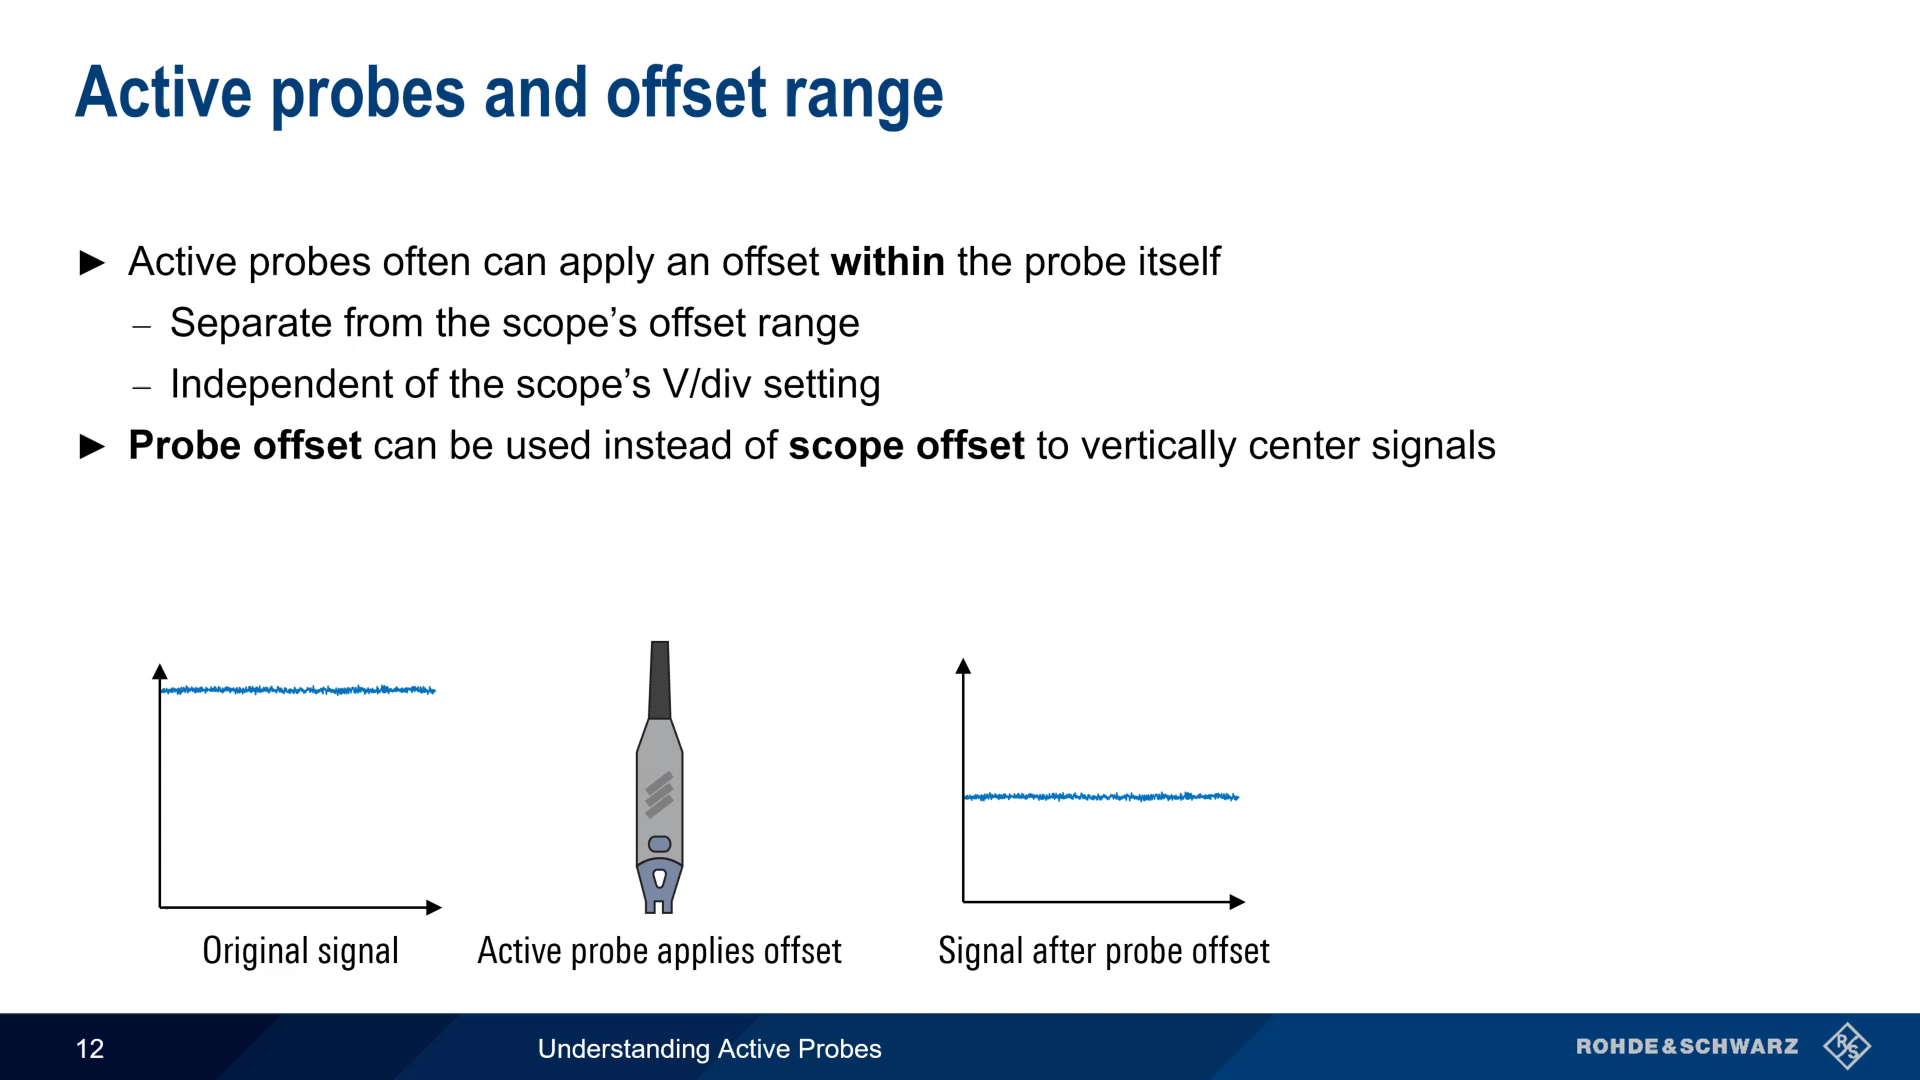 Active probes and offset range
► Active probes often can apply an offset within the probe itself
– Separate from the scope’s offset range
– Independent of the scope’s V/div setting
► Probe offset can be used instead of scope offset to vertically center signals
Original signal
Active probe applies offset
Signal after probe offset
12
Understanding Active Probes
ROHDE&SCHWARZ
R&S